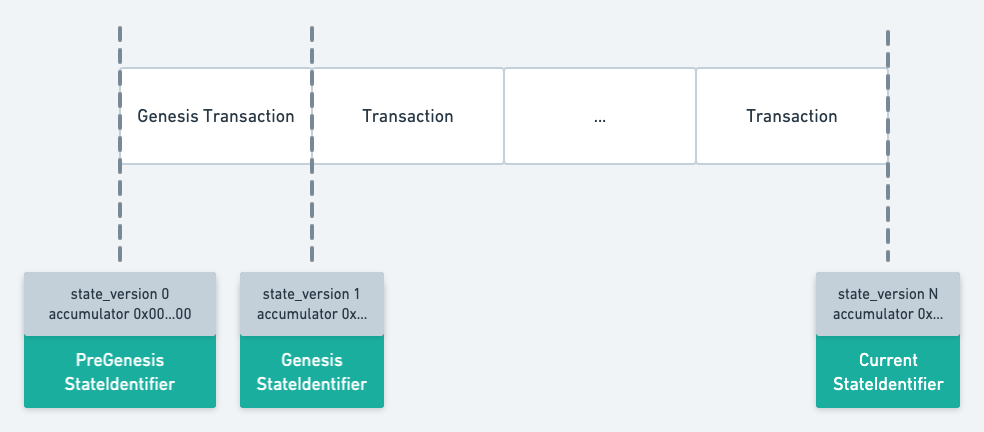 Genesis Transaction
Transaction
...
Transaction
state_version 0
accumulator 0x00...00
PreGenesis
StateIdentifier
state_version 1
accumulator 0x...
Genesis
StateIdentifier
state_version N
accumulator 0x...
Current
StateIdentifier